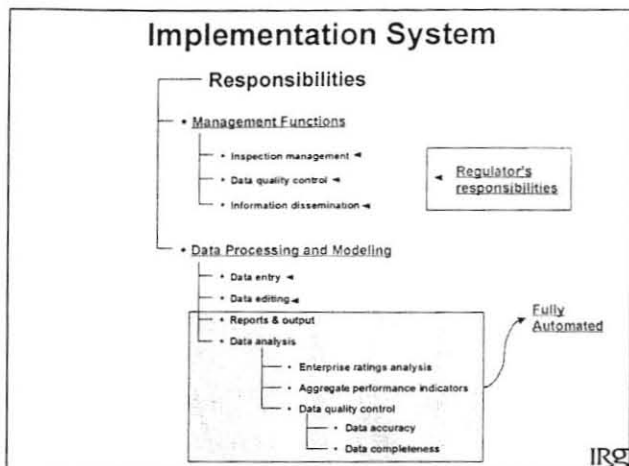 Implementation System
Responsibilities
• Management Functions
• Inspection management ◄
• Data quality control ◄
• Information dissemination ◄
◄ Regulator's
responsibilities
• Data Processing and Modeling
• Data entry ◄
• Data editing ◄
• Reports & output
• Data analysis
Fully
Automated
• Enterprise ratings analysis
• Aggregate performance indicators
• Data quality control
• Data accuracy
• Data completeness
IRG